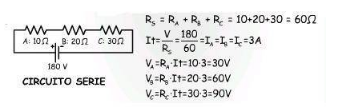 A: 10Ω B: 20Ω C: 30Ω
180 V
CIRCUITO SERIE
R_S = R_A + R_B + R_C = 10+20+30 = 60Ω
It= V/R_S = 180/60 =I_A=I_B=I_C=3A
V_A=R_A·It=10·3=30V
V_B=R_B·It=20·3=60V
V_C=R_C·It=30·3=90V